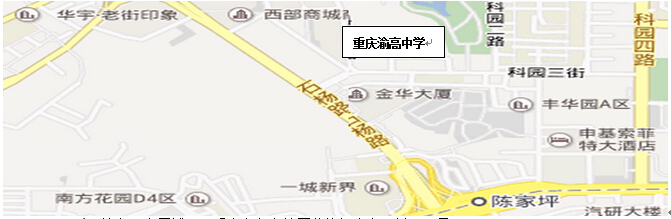 华宇·老街印象
西部商城
重庆渝高中学
科园二路
科园四路
科园三街
石杨路
石杨路
金华大厦
丰华园A区
申基索菲
特大酒店
一城新界
南方花园D4区
陈家坪
汽研大楼